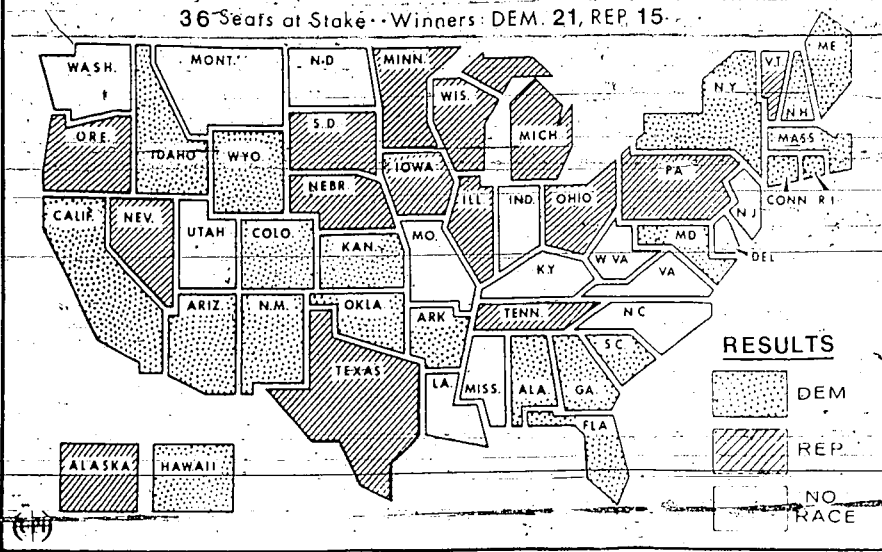 36 Seats at Stake··Winners: DEM. 21, REP. 15
WASH.
MONT.
N.D
MINN.
ME
VT.
N.Y
WIS.
N H
ORE.
S.D
MICH
MASS
IDAHO
WYO.
IOWA
PA
CONN
R I
NEBR.
CALIF.
NEV.
UTAH
COLO.
ILL
IND.
OHIO
N J
KAN.
MO.
MD
DEL
W VA
KY
VA
ARIZ.
N.M.
OKLA
ARK
TENN.
N C
S C
RESULTS
TEXAS
LA.
MISS.
ALA.
GA.
DEM
FLA
REP
ALASKA
HAWAII
NO
RACE
(UPI)